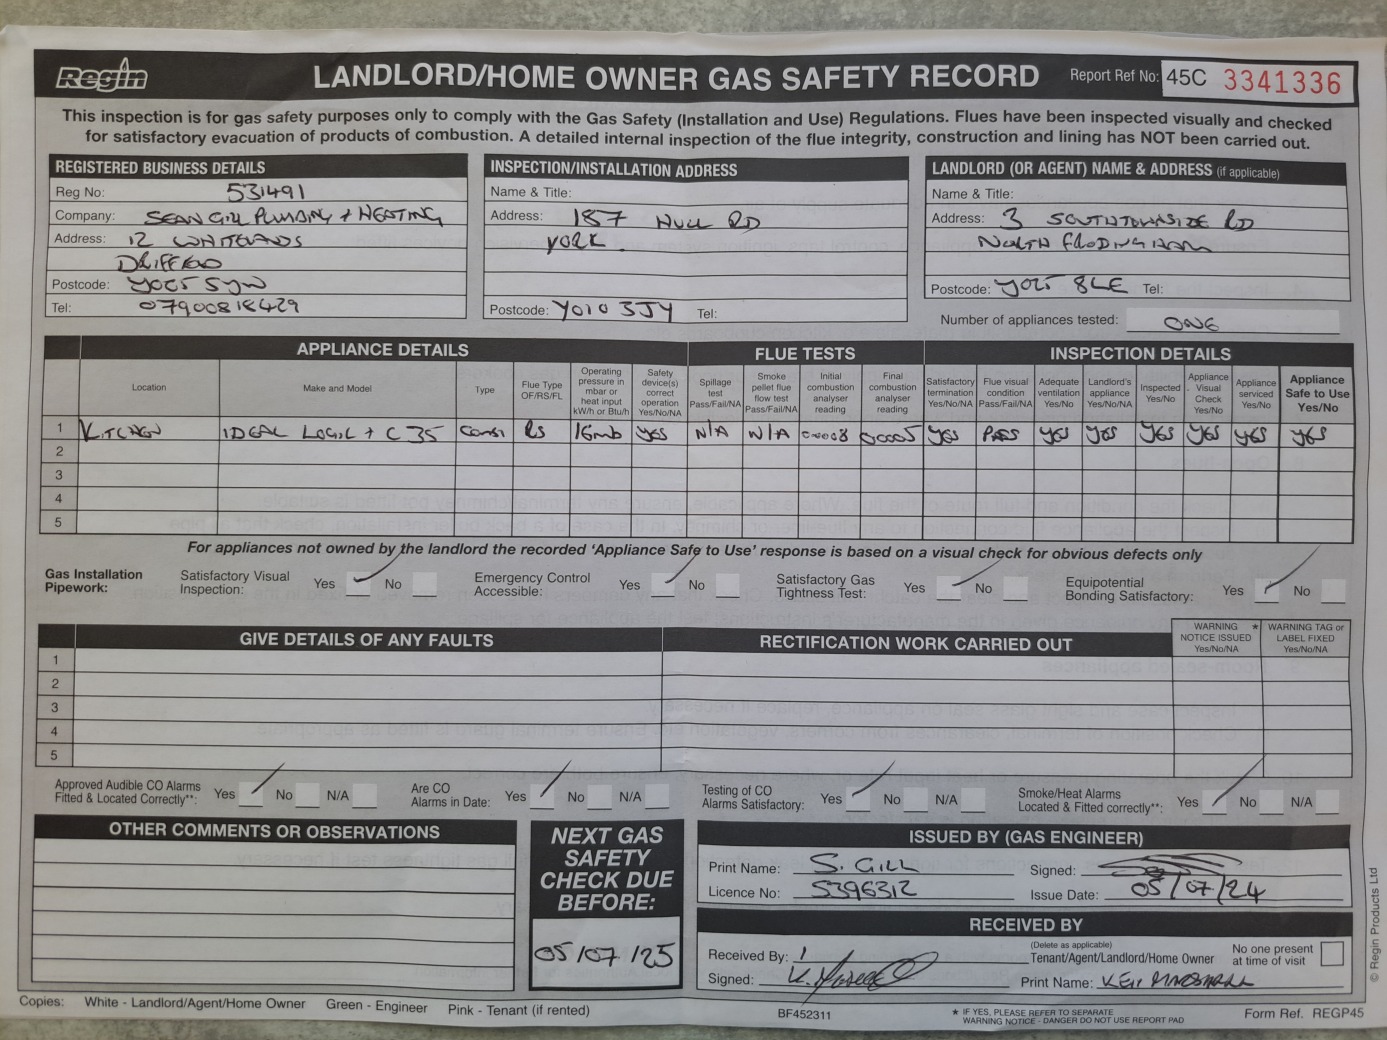 Regin
LANDLORD/HOME OWNER GAS SAFETY RECORD
Report Ref No: 45C 3341336
This inspection is for gas safety purposes only to comply with the Gas Safety (Installation and Use) Regulations. Flues have been inspected visually and checked
for satisfactory evacuation of products of combustion. A detailed internal inspection of the flue integrity, construction and lining has NOT been carried out.
REGISTERED BUSINESS DETAILS
Reg No: 531491
Company: SEAN GILL PLUMBING + HEATING
Address: 12 WHITELANDS
DRIFFIELD
Postcode: YO25 5YW
Tel:
INSPECTION/INSTALLATION ADDRESS
Name & Title:
Address: 187 HULL RD
YORK.
Postcode: YO10 3JY Tel:
LANDLORD (OR AGENT) NAME & ADDRESS (if applicable)
Name & Title:
Address: 3 SOUTHTOWNSIDE RD
NORTH FRODINGHAM
Postcode: YO25 8LE Tel:
Number of appliances tested: ONE
APPLIANCE DETAILS
FLUE TESTS
INSPECTION DETAILS
Location
Make and Model
Type
Flue Type OF/RS/FL
Operating pressure in mbar or heat input kW/h or Btu/h
Safety device(s) correct operation Yes/No/NA
Spillage test Pass/Fail/NA
Smoke pellet flue flow test Pass/Fail/NA
Initial combustion analyser reading
Final combustion analyser reading
Satisfactory termination Yes/No/NA
Flue visual condition Pass/Fail/NA
Adequate ventilation Yes/No
Landlord's appliance Yes/No/NA
Inspected Yes/No
Appliance Visual Check Yes/No
Appliance serviced Yes/No
Appliance Safe to Use Yes/No
1 KITCHEN IDEAL LOGIC + C35 COMBI RS 16mb YES N/A N/A YES PASS YES YES YES YES YES YES
2
3
4
5
For appliances not owned by the landlord the recorded 'Appliance Safe to Use' response is based on a visual check for obvious defects only
Gas Installation Pipework:
Satisfactory Visual Inspection: Yes No
Emergency Control Accessible: Yes No
Satisfactory Gas Tightness Test: Yes No
Equipotential Bonding Satisfactory: Yes No
GIVE DETAILS OF ANY FAULTS
RECTIFICATION WORK CARRIED OUT
WARNING NOTICE ISSUED Yes/No/NA *
WARNING TAG or LABEL FIXED Yes/No/NA
1
2
3
4
5
Approved Audible CO Alarms Fitted & Located Correctly**: Yes No N/A
Are CO Alarms in Date: Yes No N/A
Testing of CO Alarms Satisfactory: Yes No N/A
Smoke/Heat Alarms Located & Fitted correctly**: Yes No N/A
OTHER COMMENTS OR OBSERVATIONS
NEXT GAS
SAFETY
CHECK DUE
BEFORE:
05/07/25
ISSUED BY (GAS ENGINEER)
Print Name: S. GILL
Signed:
Licence No: 5396312
Issue Date: 05/07/24
RECEIVED BY
Received By:
(Delete as applicable)
Tenant/Agent/Landlord/Home Owner
No one present
at time of visit
Signed:
Print Name:
Copies: White - Landlord/Agent/Home Owner Green - Engineer Pink - Tenant (if rented)
BF452311
* IF YES, PLEASE REFER TO SEPARATE
WARNING NOTICE - DANGER DO NOT USE REPORT PAD
Form Ref. REGP45
© Regin Products Ltd